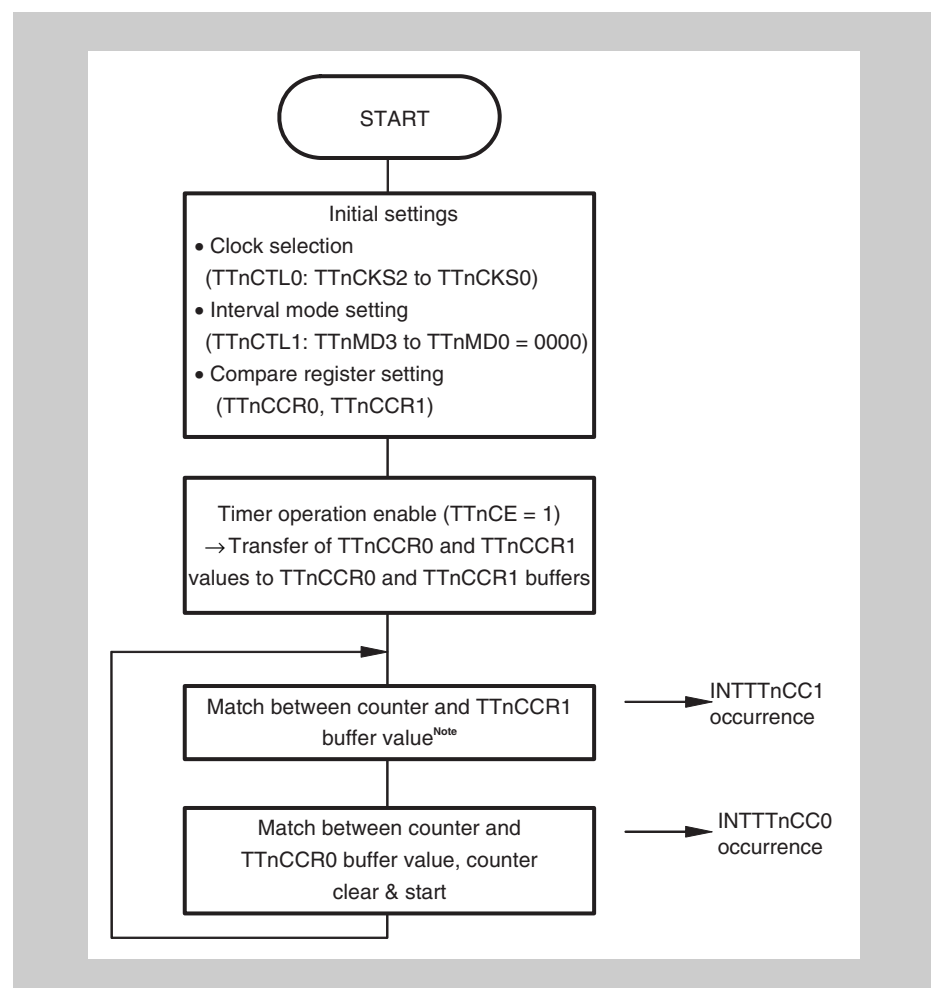 START
Initial settings
• Clock selection
(TTnCTL0: TTnCKS2 to TTnCKS0)
• Interval mode setting
(TTnCTL1: TTnMD3 to TTnMD0 = 0000)
• Compare register setting
(TTnCCR0, TTnCCR1)
Timer operation enable (TTnCE = 1)
→Transfer of TTnCCR0 and TTnCCR1
values to TTnCCR0 and TTnCCR1 buffers
Match between counter and TTnCCR1
buffer value^Note
INTTTnCC1
occurrence
Match between counter and
TTnCCR0 buffer value, counter
clear & start
INTTTnCC0
occurrence